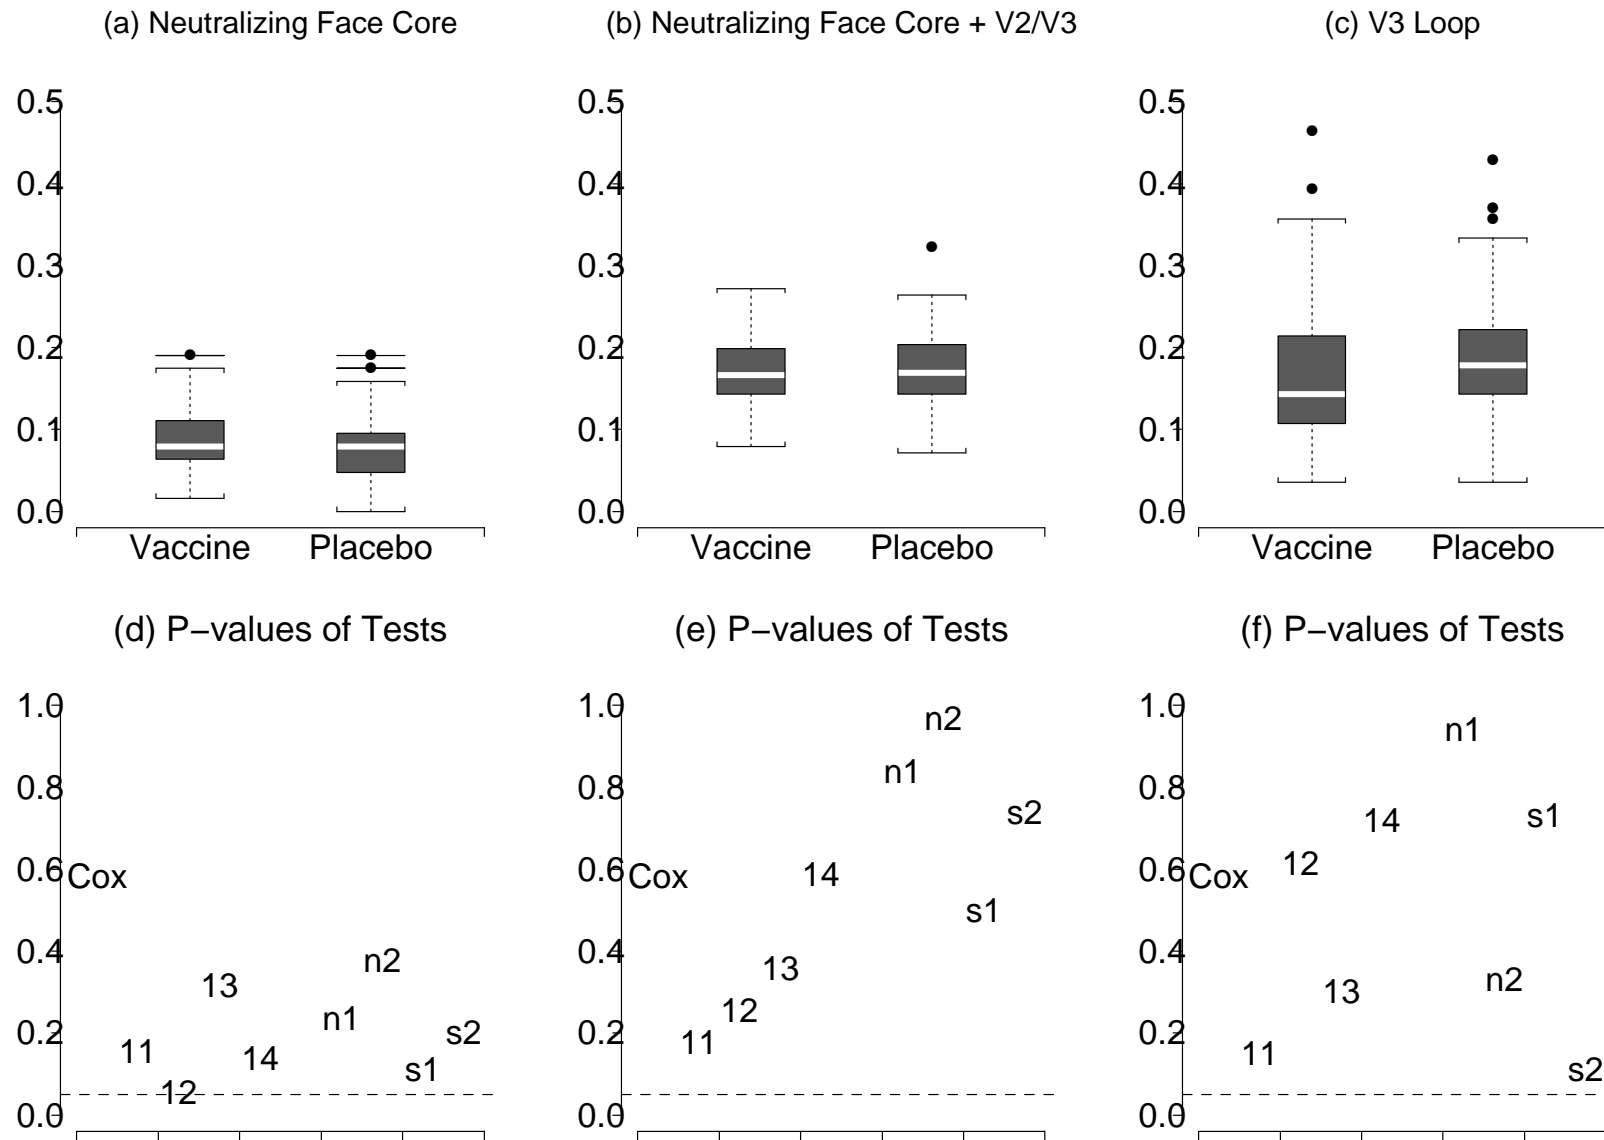 (a) Neutralizing Face Core
(b) Neutralizing Face Core + V2/V3
(c) V3 Loop
0.5
0.4
0.3
0.2
0.1
0.0
Vaccine Placebo
0.5
0.4
0.3
0.2
0.1
0.0
Vaccine Placebo
0.5
0.4
0.3
0.2
0.1
0.0
Vaccine Placebo
(d) P−values of Tests
1.0
0.8
0.6
0.4
0.2
0.0
Cox
n2
13
n1
s2
11
14
s1
12
(e) P−values of Tests
1.0
0.8
0.6
0.4
0.2
0.0
n2
n1
s2
Cox
14
s1
13
12
11
(f) P−values of Tests
1.0
0.8
0.6
0.4
0.2
0.0
n1
s1
14
12
Cox
n2
13
11
s2